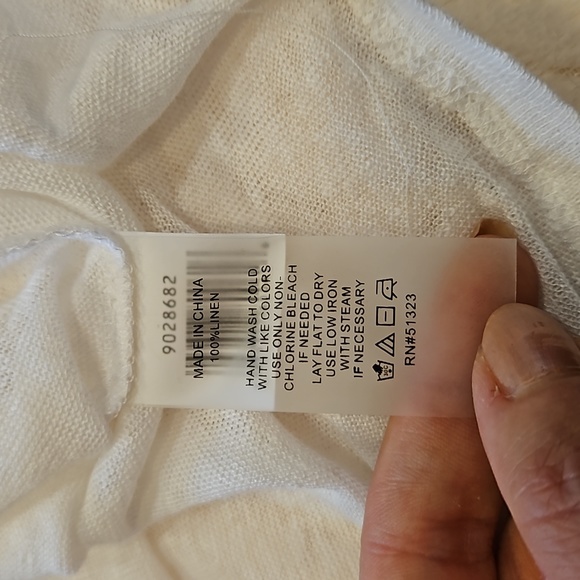 9028682
MADE IN CHINA
100%LINEN
HAND WASH COLD
WITH LIKE COLORS
USE ONLY NON-
CHLORINE BLEACH
IF NEEDED
LAY FLAT TO DRY
USE LOW IRON
WITH STEAM
IF NECESSARY
RN#51323